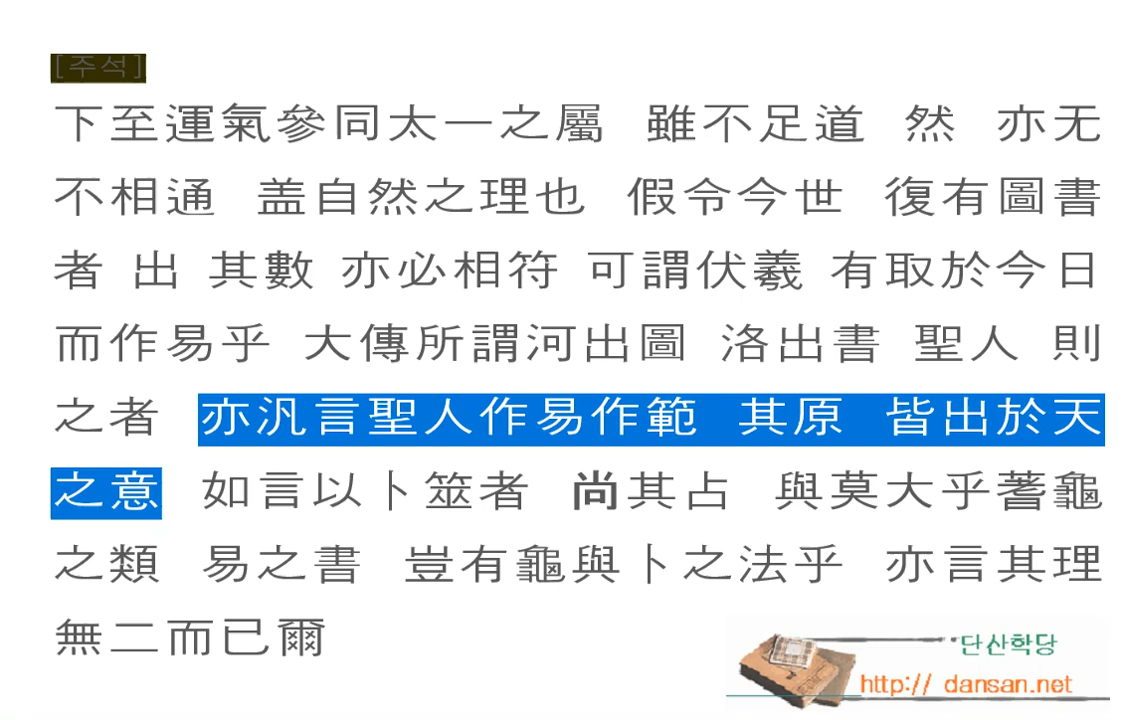 [주석]
下至運氣參同太一之屬 雖不足道 然 亦无
不相通 盖自然之理也 假令今世 復有圖書
者 出 其數 亦必相符 可謂伏羲 有取於今日
而作易乎 大傳所謂河出圖 洛出書 聖人 則
之者 亦汎言聖人作易作範 其原 皆出於天
之意 如言以卜筮者 尚其占 與莫大乎蓍龜
之類 易之書 豈有龜與卜之法乎 亦言其理
無二而已爾
단산학당
http:// dansan.net